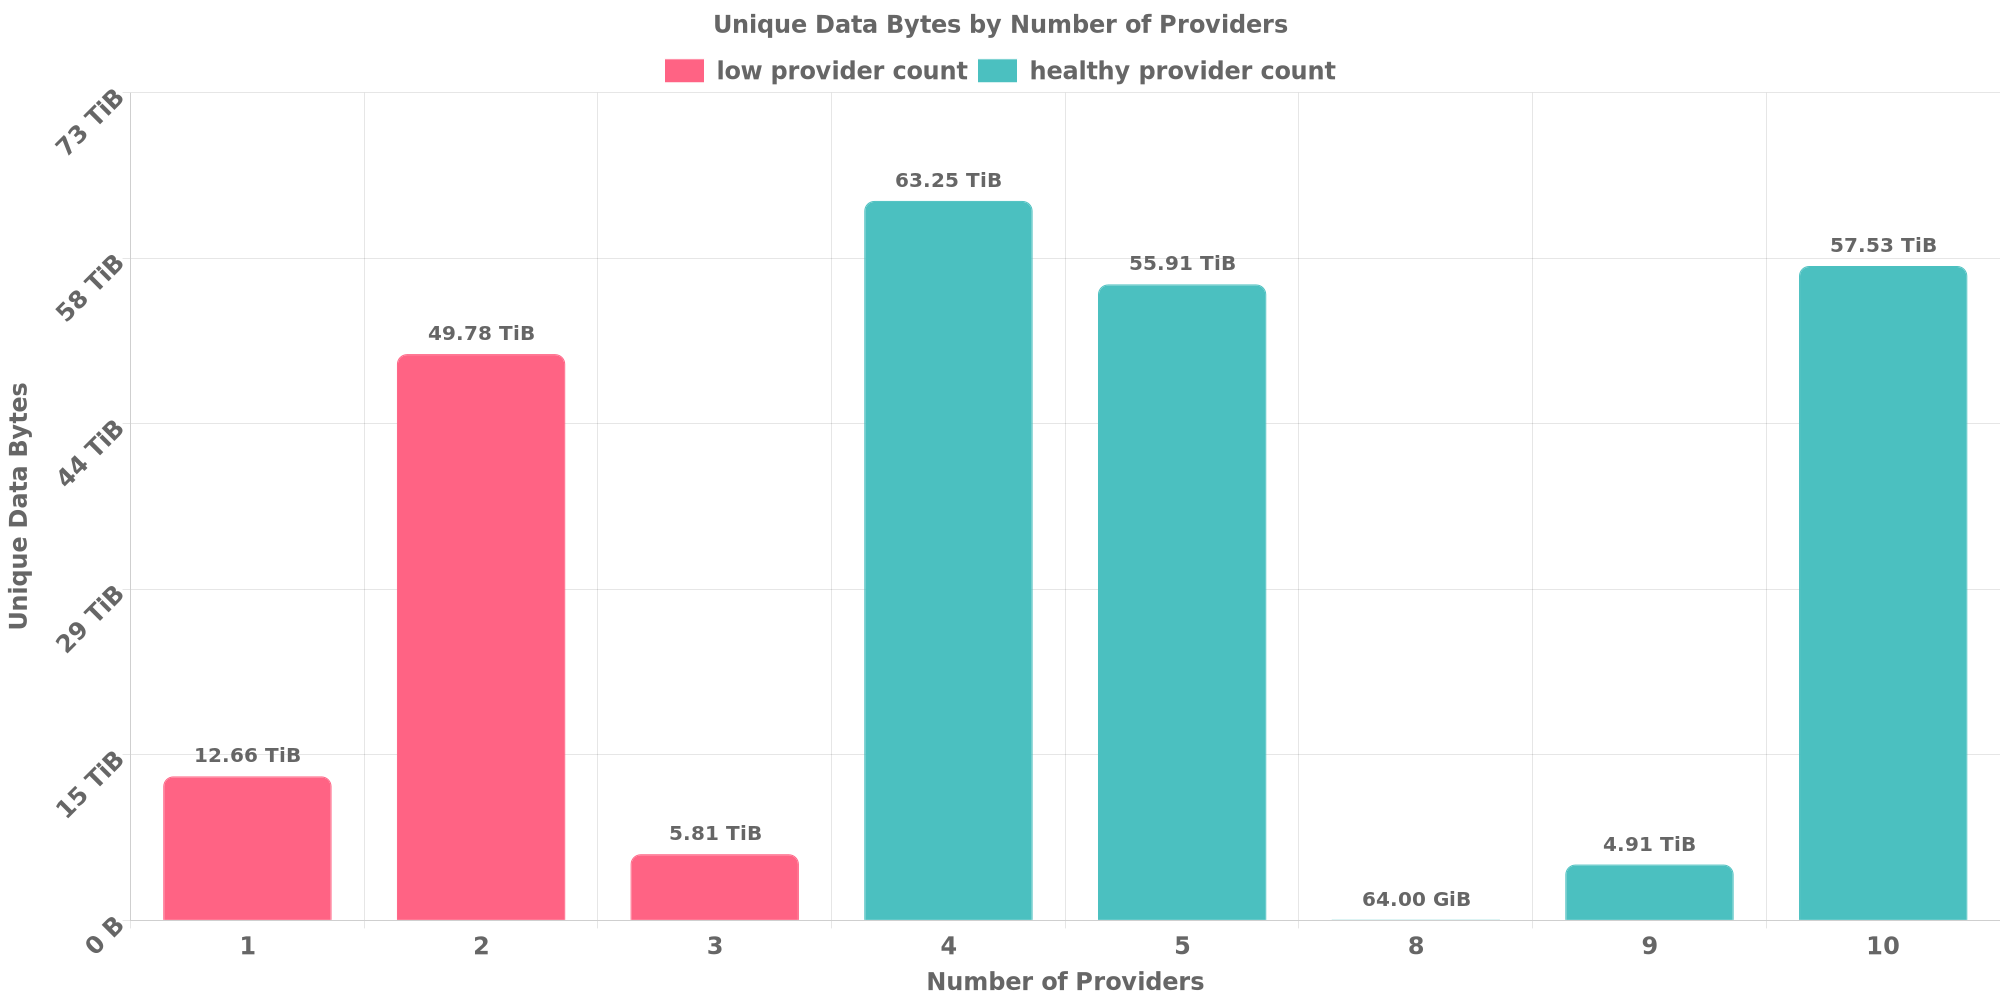 Unique Data Bytes by Number of Providers
low provider count healthy provider count
73 TiB
58 TiB
44 TiB
29 TiB
15 TiB
0 B
Unique Data Bytes
12.66 TiB
49.78 TiB
5.81 TiB
63.25 TiB
55.91 TiB
64.00 GiB
4.91 TiB
57.53 TiB
1 2 3 4 5 8 9 10
Number of Providers